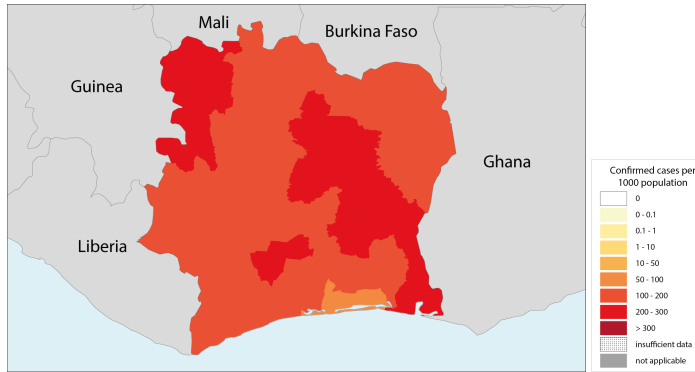 Mali
Burkina Faso
Guinea
Ghana
Liberia
Confirmed cases per
1000 population
0
0 - 0.1
0.1 - 1
1 - 10
10 - 50
50 - 100
100 - 200
200 - 300
> 300
insufficient data
not applicable